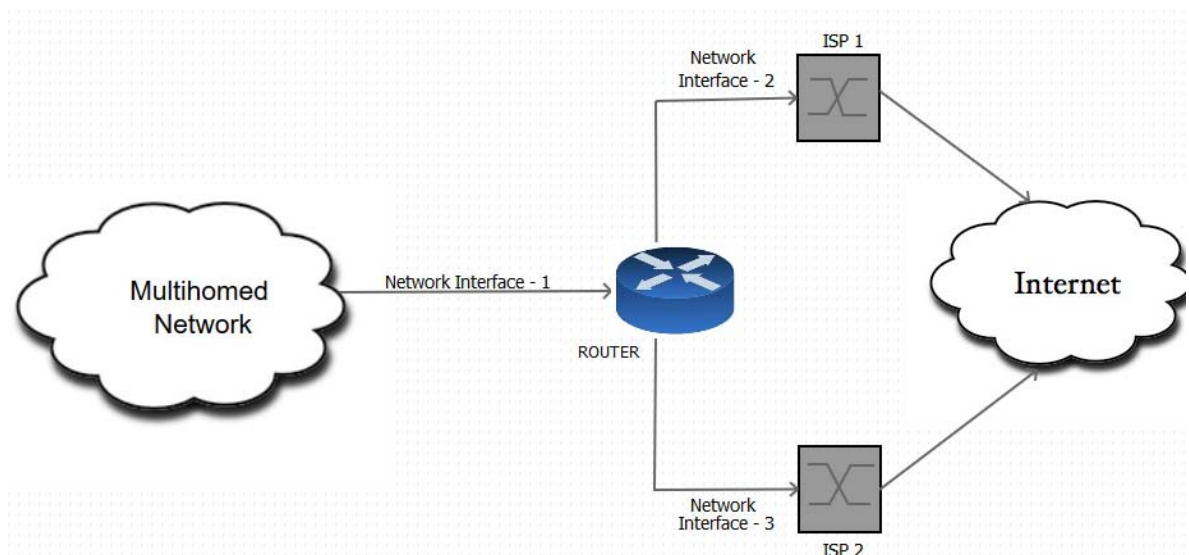 ISP 1
Network
Interface - 2
Multihomed
Network
Network Interface - 1
ROUTER
Internet
Network
Interface - 3
ISP 2